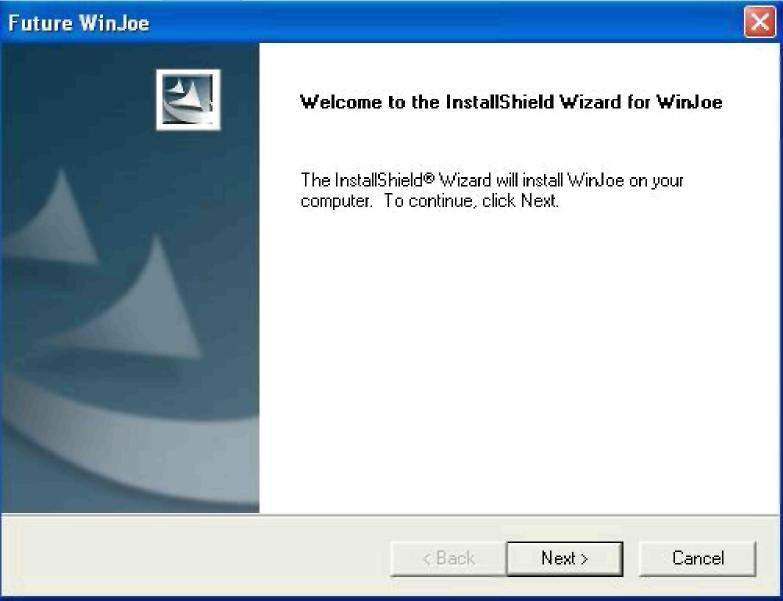 Future WinJoe
Welcome to the InstallShield Wizard for WinJoe
The InstallShield® Wizard will install WinJoe on your
computer.  To continue, click Next.
< Back
Next >
Cancel